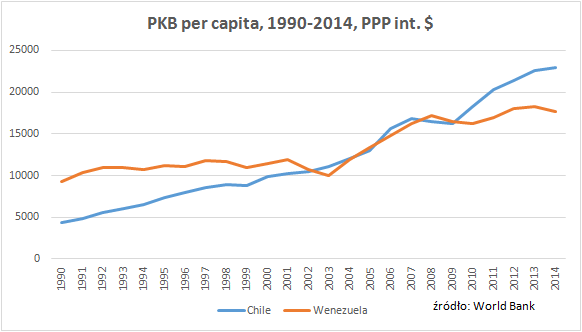 PKB per capita, 1990-2014, PPP int. $
25000
20000
15000
10000
5000
0
1990 1991 1992 1993 1994 1995 1996 1997 1998 1999 2000 2001 2002 2003 2004 2005 2006 2007 2008 2009 2010 2011 2012 2013 2014
Chile Wenezuela źródło: World Bank